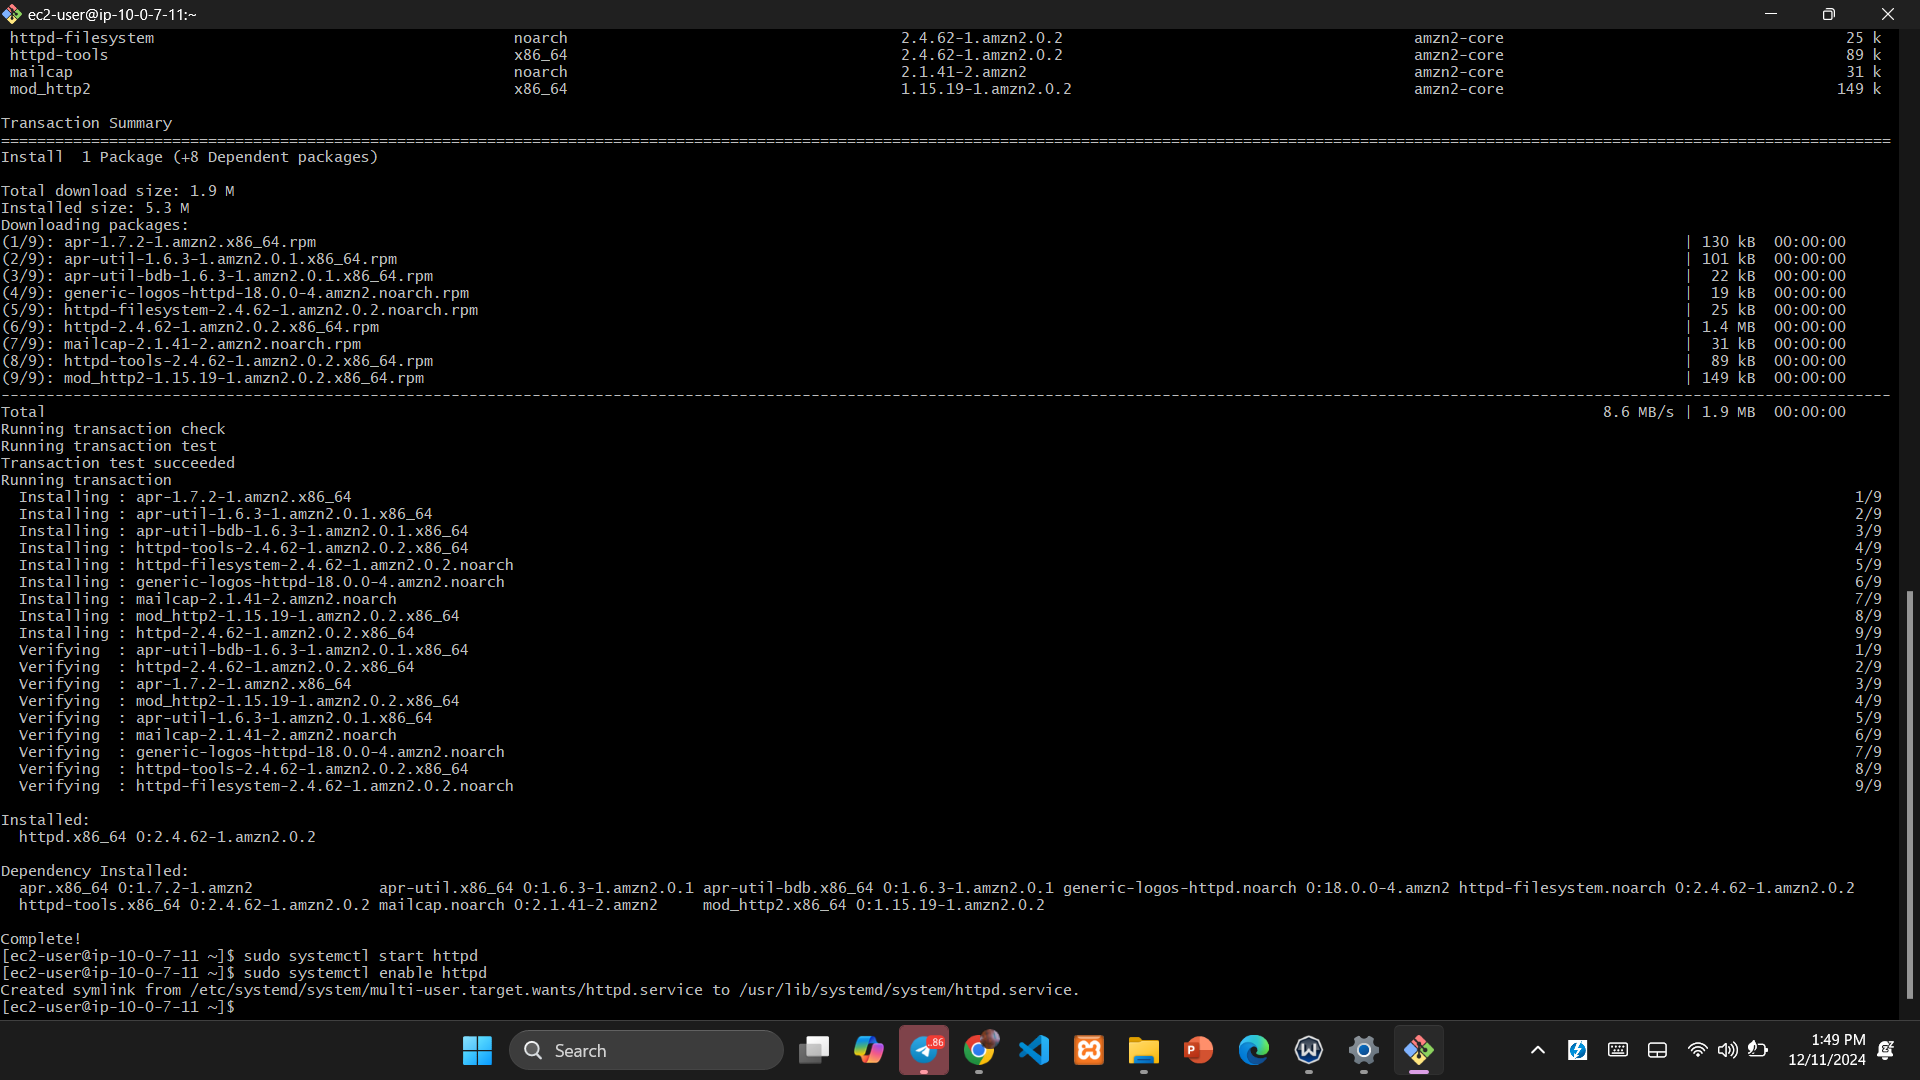 ec2-user@ip-10-0-7-11:~
httpd-filesystem noarch 2.4.62-1.amzn2.0.2 amzn2-core 25 k
httpd-tools x86_64 2.4.62-1.amzn2.0.2 amzn2-core 89 k
mailcap noarch 2.1.41-2.amzn2 amzn2-core 31 k
mod_http2 x86_64 1.15.19-1.amzn2.0.2 amzn2-core 149 k
Transaction Summary
Install 1 Package (+8 Dependent packages)
Total download size: 1.9 M
Installed size: 5.3 M
Downloading packages:
(1/9): apr-1.7.2-1.amzn2.x86_64.rpm | 130 kB 00:00:00
(2/9): apr-util-1.6.3-1.amzn2.0.1.x86_64.rpm | 101 kB 00:00:00
(3/9): apr-util-bdb-1.6.3-1.amzn2.0.1.x86_64.rpm | 22 kB 00:00:00
(4/9): generic-logos-httpd-18.0.0-4.amzn2.noarch.rpm | 19 kB 00:00:00
(5/9): httpd-filesystem-2.4.62-1.amzn2.0.2.noarch.rpm | 25 kB 00:00:00
(6/9): httpd-2.4.62-1.amzn2.0.2.x86_64.rpm | 1.4 MB 00:00:00
(7/9): mailcap-2.1.41-2.amzn2.noarch.rpm | 31 kB 00:00:00
(8/9): httpd-tools-2.4.62-1.amzn2.0.2.x86_64.rpm | 89 kB 00:00:00
(9/9): mod_http2-1.15.19-1.amzn2.0.2.x86_64.rpm | 149 kB 00:00:00
Total 8.6 MB/s | 1.9 MB 00:00:00
Running transaction check
Running transaction test
Transaction test succeeded
Running transaction
Installing : apr-1.7.2-1.amzn2.x86_64 1/9
Installing : apr-util-1.6.3-1.amzn2.0.1.x86_64 2/9
Installing : apr-util-bdb-1.6.3-1.amzn2.0.1.x86_64 3/9
Installing : httpd-tools-2.4.62-1.amzn2.0.2.x86_64 4/9
Installing : httpd-filesystem-2.4.62-1.amzn2.0.2.noarch 5/9
Installing : generic-logos-httpd-18.0.0-4.amzn2.noarch 6/9
Installing : mailcap-2.1.41-2.amzn2.noarch 7/9
Installing : mod_http2-1.15.19-1.amzn2.0.2.x86_64 8/9
Installing : httpd-2.4.62-1.amzn2.0.2.x86_64 9/9
Verifying : apr-util-bdb-1.6.3-1.amzn2.0.1.x86_64 1/9
Verifying : httpd-2.4.62-1.amzn2.0.2.x86_64 2/9
Verifying : apr-1.7.2-1.amzn2.x86_64 3/9
Verifying : mod_http2-1.15.19-1.amzn2.0.2.x86_64 4/9
Verifying : apr-util-1.6.3-1.amzn2.0.1.x86_64 5/9
Verifying : mailcap-2.1.41-2.amzn2.noarch 6/9
Verifying : generic-logos-httpd-18.0.0-4.amzn2.noarch 7/9
Verifying : httpd-tools-2.4.62-1.amzn2.0.2.x86_64 8/9
Verifying : httpd-filesystem-2.4.62-1.amzn2.0.2.noarch 9/9
Installed:
httpd.x86_64 0:2.4.62-1.amzn2.0.2
Dependency Installed:
apr.x86_64 0:1.7.2-1.amzn2 apr-util.x86_64 0:1.6.3-1.amzn2.0.1 apr-util-bdb.x86_64 0:1.6.3-1.amzn2.0.1 generic-logos-httpd.noarch 0:18.0.0-4.amzn2 httpd-filesystem.noarch 0:2.4.62-1.amzn2.0.2
httpd-tools.x86_64 0:2.4.62-1.amzn2.0.2 mailcap.noarch 0:2.1.41-2.amzn2 mod_http2.x86_64 0:1.15.19-1.amzn2.0.2
Complete!
[ec2-user@ip-10-0-7-11 ~]$ sudo systemctl start httpd
[ec2-user@ip-10-0-7-11 ~]$ sudo systemctl enable httpd
Created symlink from /etc/systemd/system/multi-user.target.wants/httpd.service to /usr/lib/systemd/system/httpd.service.
[ec2-user@ip-10-0-7-11 ~]$
Search
..86
P
W
1:49 PM
12/11/2024